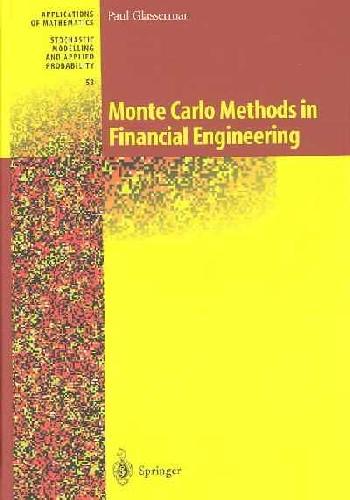 APPLICATIONS
OF MATHEMATICS
STOCHASTIC
MODELLING
AND APPLIED
PROBABILITY
53
Paul Glasserman
Monte Carlo Methods in
Financial Engineering
Springer